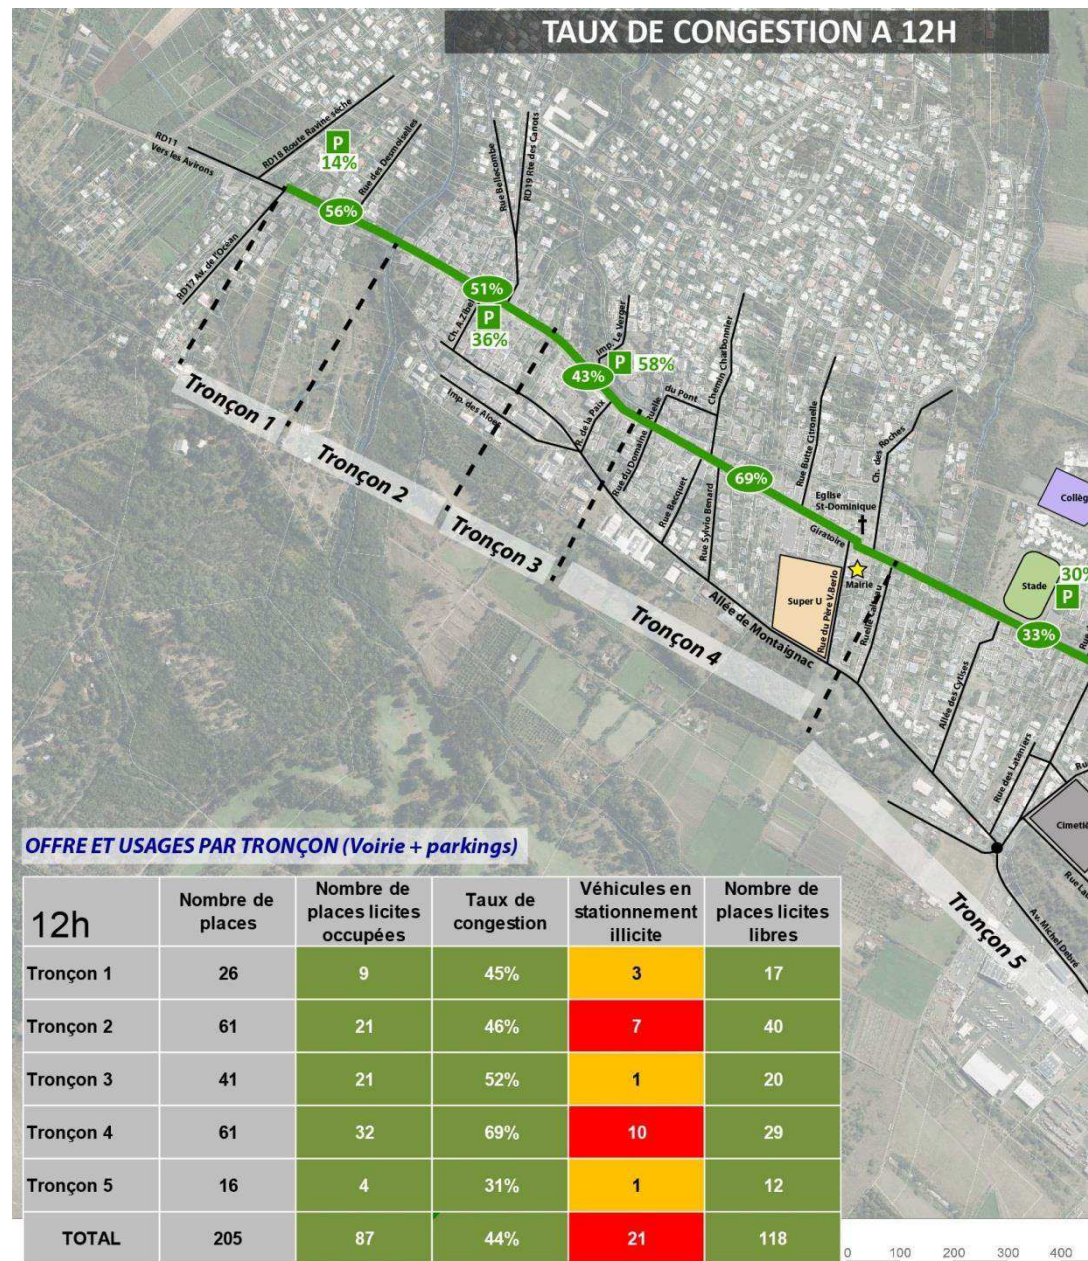 TAUX DE CONGESTION A 12H
RD11
Vers les Avirons
RD18 Route Ravine sèche
P
14%
Rue des Desmoiselles
56%
RD17 Av. de l'Océan
Rue Bellecombe
RD19 Rte des Canots
51%
P
36%
Ch. A.Zibel
Imp. Le Verger
P 58%
43%
Imp. des Aloes
R. de la Paix
Rue du Domaine
Ruelle
du Pont
Chemin Charbonnier
69%
Rue Becquet
Rue Sylvio Benard
Rue Butte Citronelle
Ch. des Roches
Eglise
St-Dominique
Giratoire
Mairie
Super U
Rue du Père V.Berlo
Allée de Montaignac
Collèg
Stade
30%
P
33%
Allée des Cytises
Rue des Lataniers
Cimetiè
Av. Michel Debré
Tronçon 1
Tronçon 2
Tronçon 3
Tronçon 4
Tronçon 5
OFFRE ET USAGES PAR TRONÇON (Voirie + parkings)
12h
Nombre de places
Nombre de places licites occupées
Taux de congestion
Véhicules en stationnement illicite
Nombre de places licites libres
Tronçon 1 26 9 45% 3 17
Tronçon 2 61 21 46% 7 40
Tronçon 3 41 21 52% 1 20
Tronçon 4 61 32 69% 10 29
Tronçon 5 16 4 31% 1 12
TOTAL 205 87 44% 21 118
0 100 200 300 400